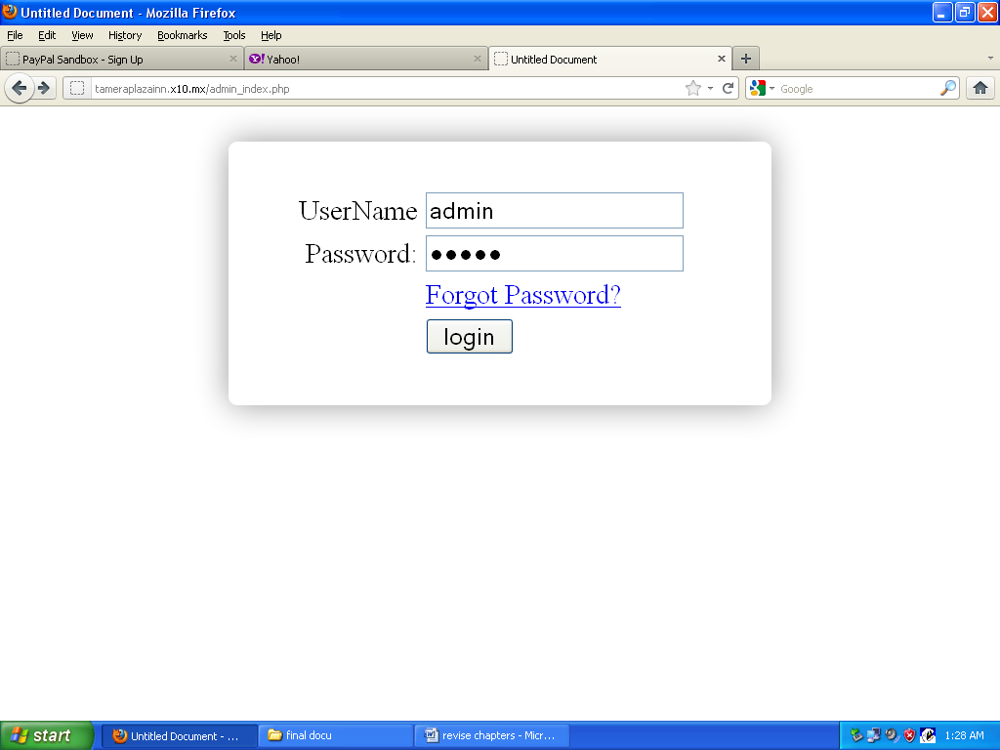 Untitled Document - Mozilla Firefox
File Edit View History Bookmarks Tools Help
PayPal Sandbox - Sign Up Yahoo! Untitled Document
tameraplazainn.x10.mx/admin_index.php Google
UserName admin
Password: ●●●●●
Forgot Password?
login
start Untitled Document - ... final docu revise chapters - Micr... 1:28 AM